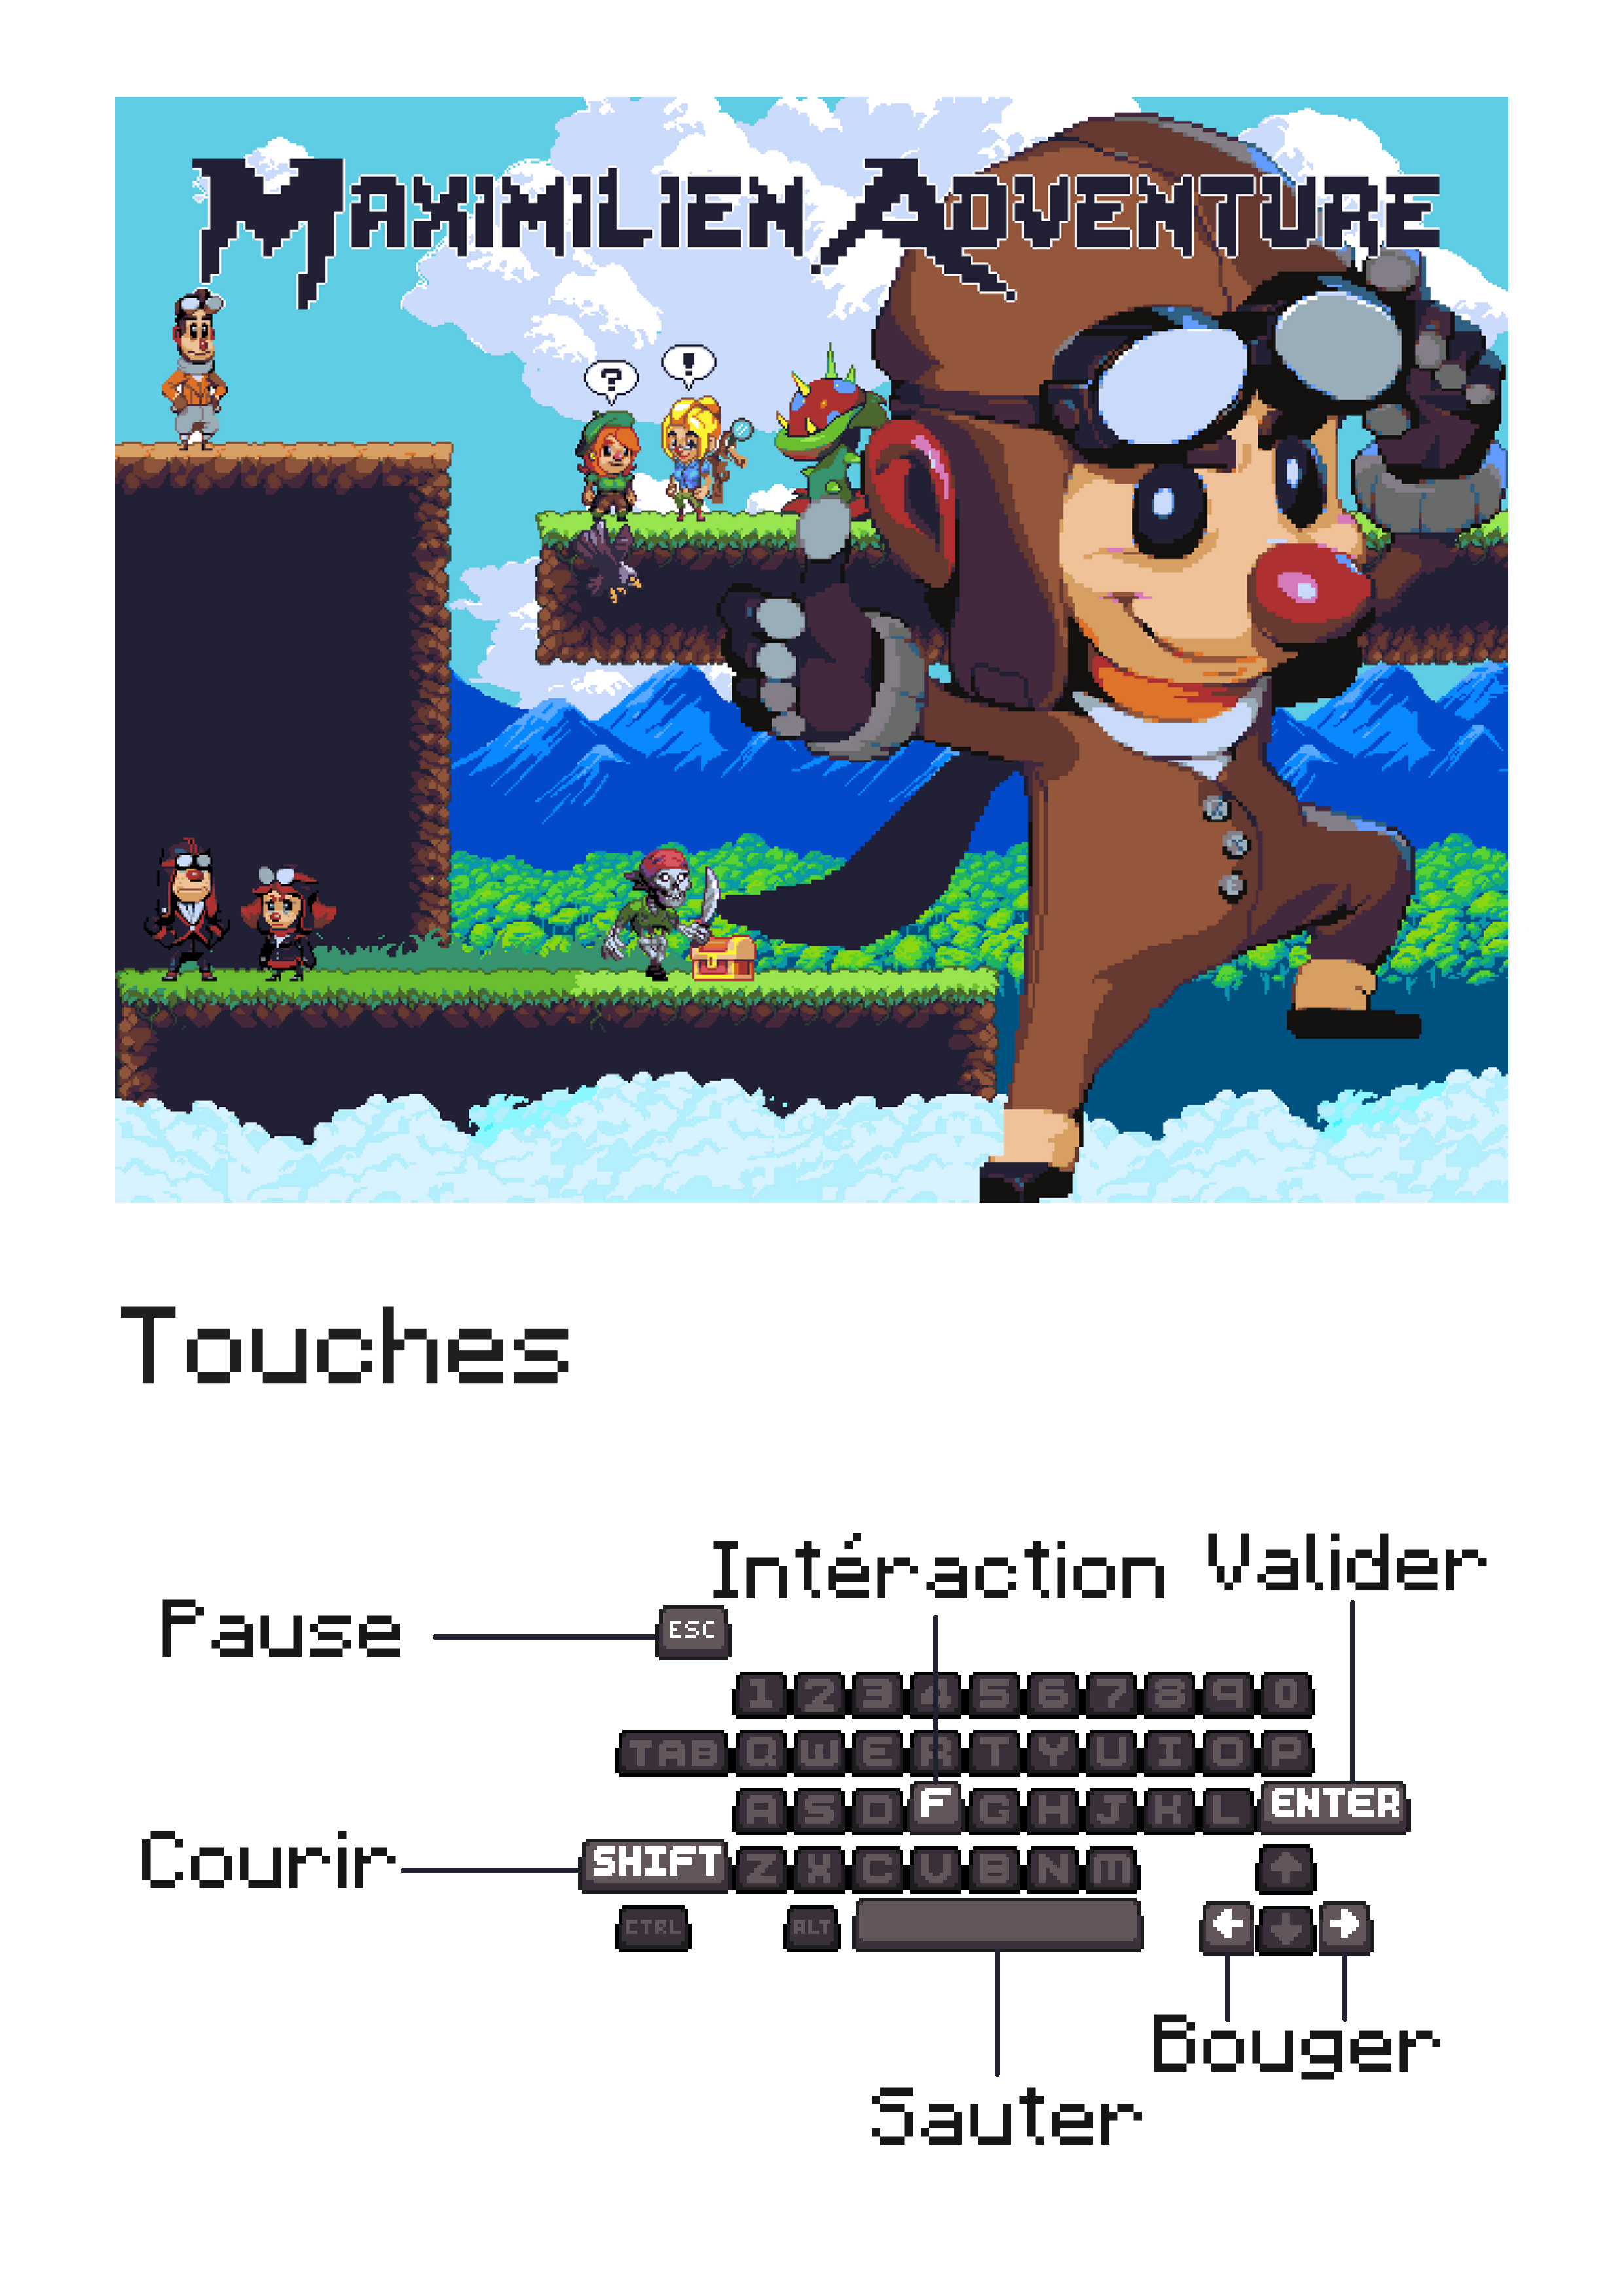 Maximilien Adventure
? !
Touches
Intéraction Valider
Pause ESC
1 2 3 4 5 6 7 8 9 0
TAB Q W E R T Y U I O P
A S D F G H J K L ENTER
Courir SHIFT Z X C V B N M
CTRL ALT
Bouger
Sauter